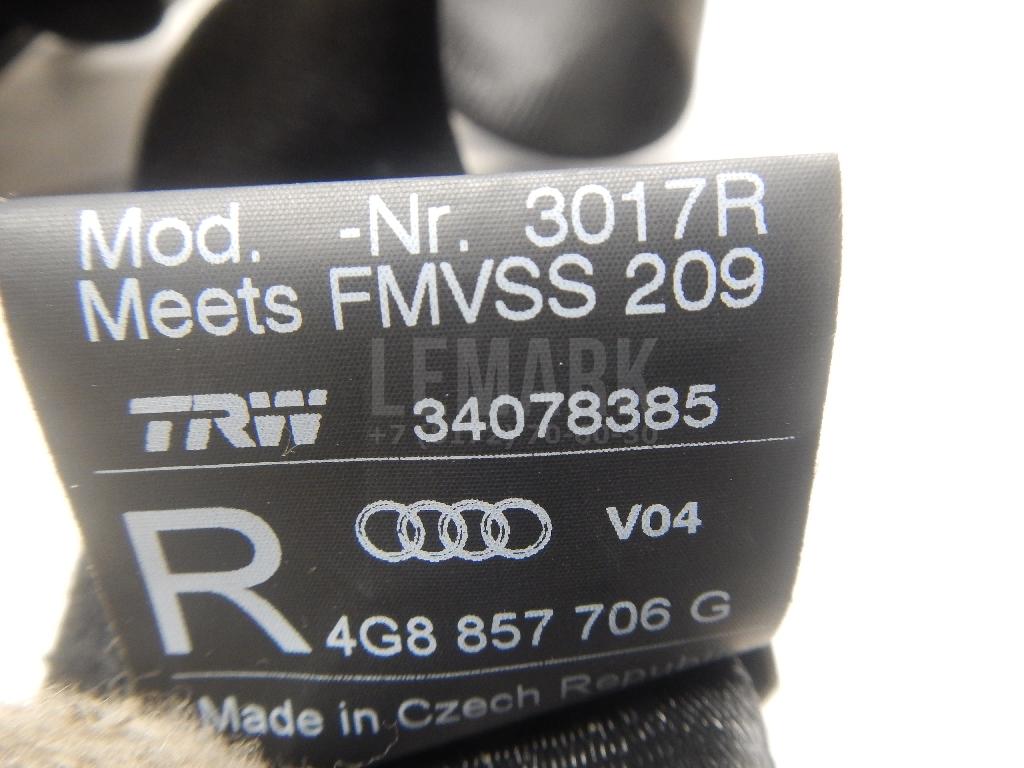 Mod. -Nr. 3017R
Meets FMVSS 209
LEMARK
TRW 34078385
R V04
4G8 857 706 G
Made in Czech Republic